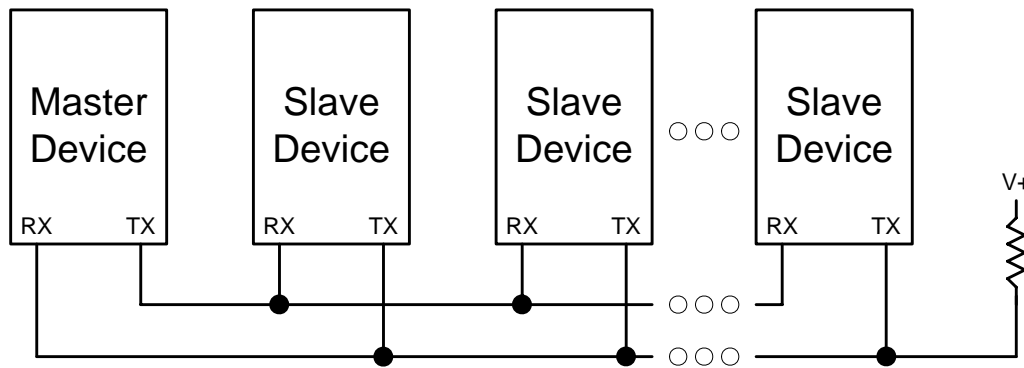 Master
Device
RX TX
Slave
Device
RX TX
Slave
Device
RX TX
Slave
Device
RX TX
V+